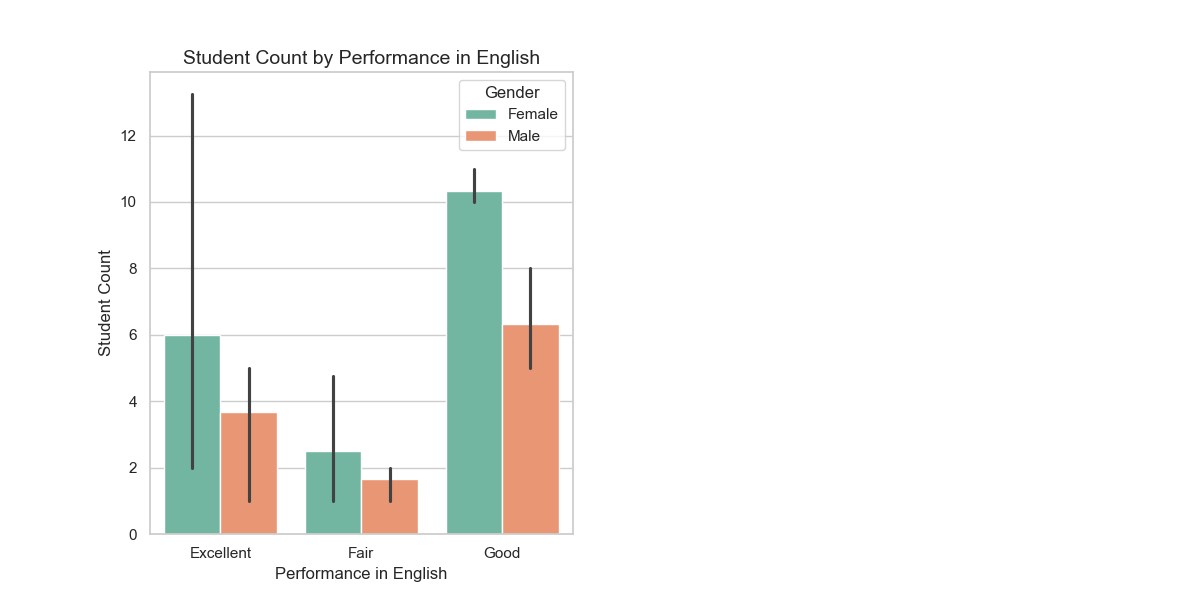 Student Count by Performance in English
Gender
Female
Male
Student Count
12
10
8
6
4
2
0
Excellent
Fair
Good
Performance in English